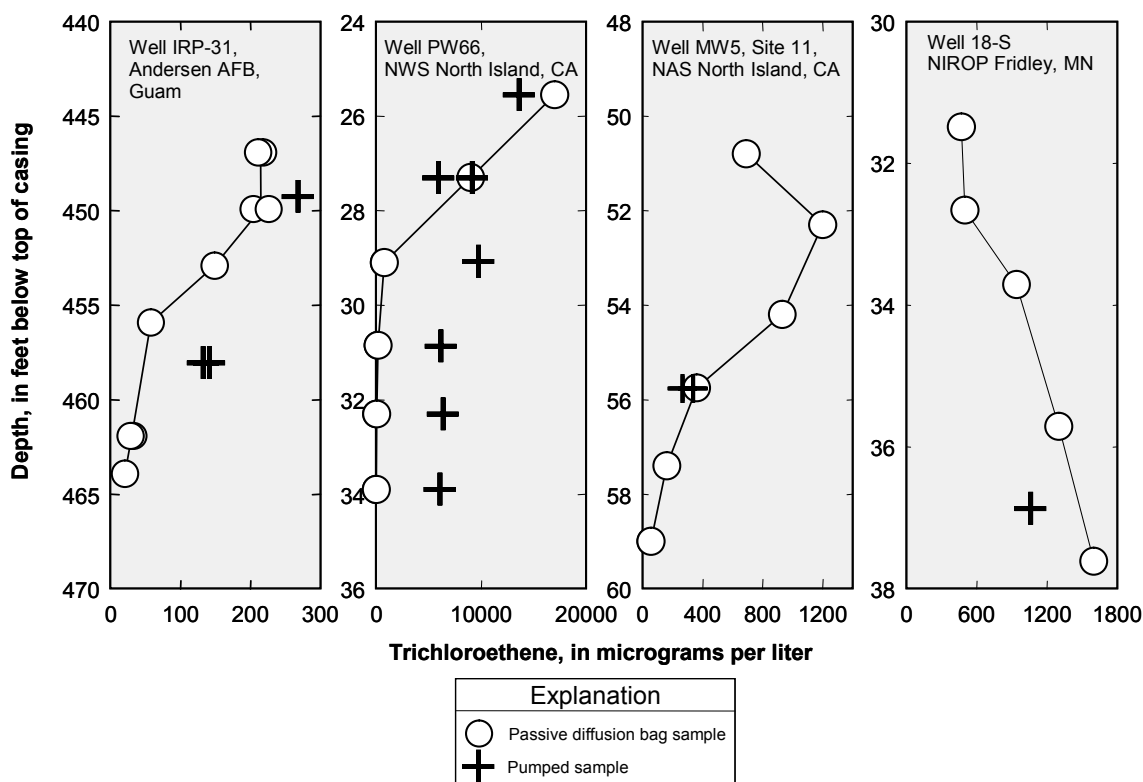 Depth, in feet below top of casing
440
445
450
455
460
465
470
Well IRP-31,
Andersen AFB,
Guam
0
100
200
300
24
26
28
30
32
34
36
Well PW66,
NWS North Island, CA
0
10000
20000
48
50
52
54
56
58
60
Well MW5, Site 11,
NAS North Island, CA
0
400
800
1200
30
32
34
36
38
Well 18-S
NIROP Fridley, MN
0
600
1200
1800
Trichloroethene, in micrograms per liter
Explanation
Passive diffusion bag sample
Pumped sample